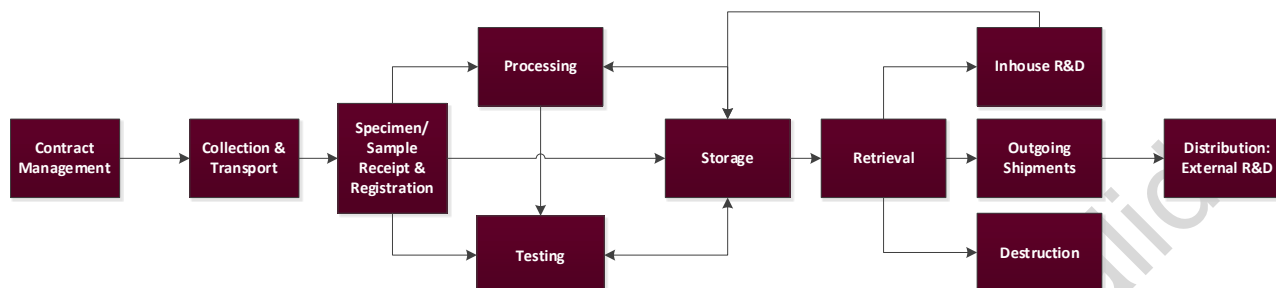 Contract
Management
Collection &
Transport
Specimen/
Sample
Receipt &
Registration
Processing
Testing
Storage
Retrieval
Inhouse R&D
Outgoing
Shipments
Destruction
Distribution:
External R&D